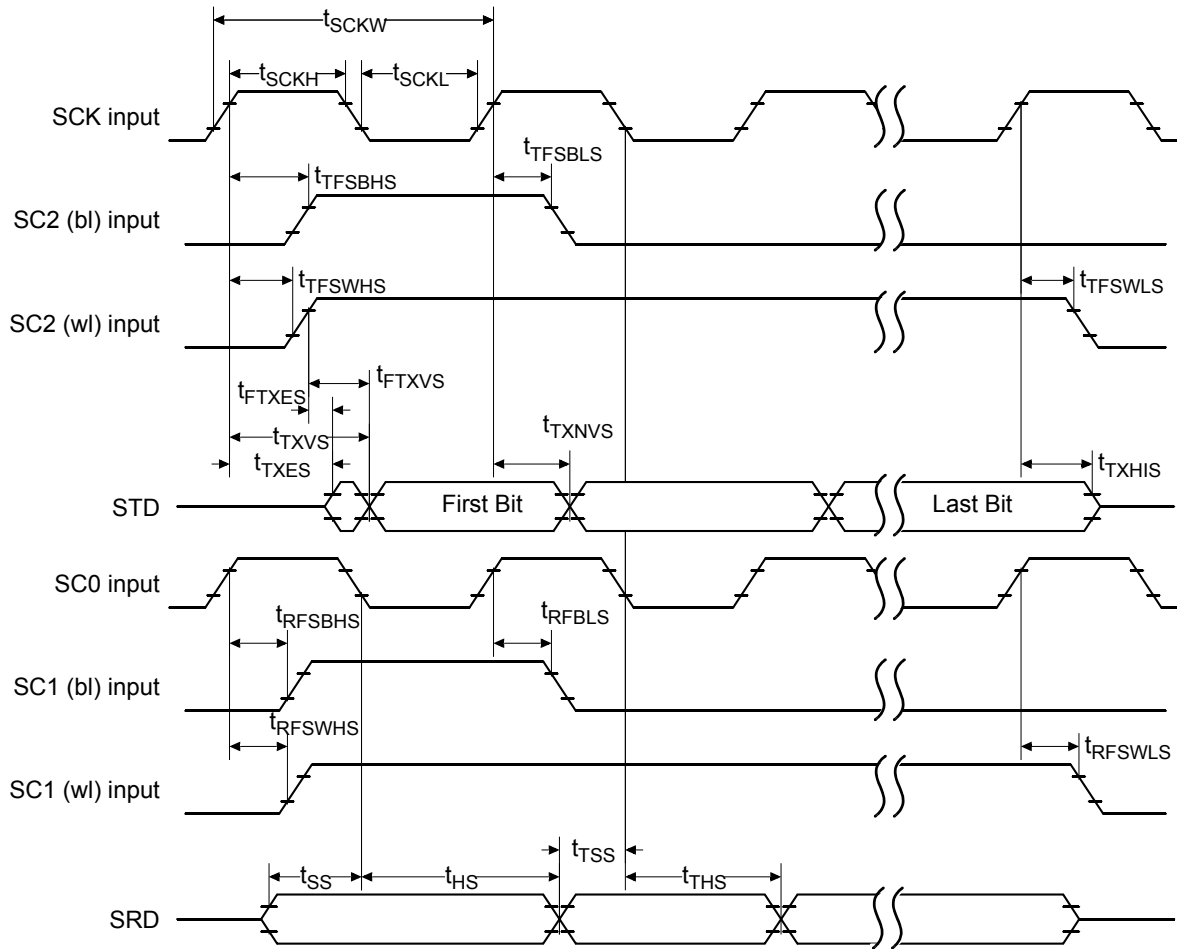 tSCKW
tSCKH
tSCKL
SCK input
tTFSBLS
tTFSBHS
SC2 (bl) input
tTFSWHS
tTFSWLS
SC2 (wl) input
tFTXVS
tFTXES
tTXVS
tTXNVS
tTXES
tTXHIS
STD
First Bit
Last Bit
SC0 input
tRFSBHS
tRFBLS
SC1 (bl) input
tRFSWHS
tRFSWLS
SC1 (wl) input
tTSS
tSS
tHS
tTHS
SRD